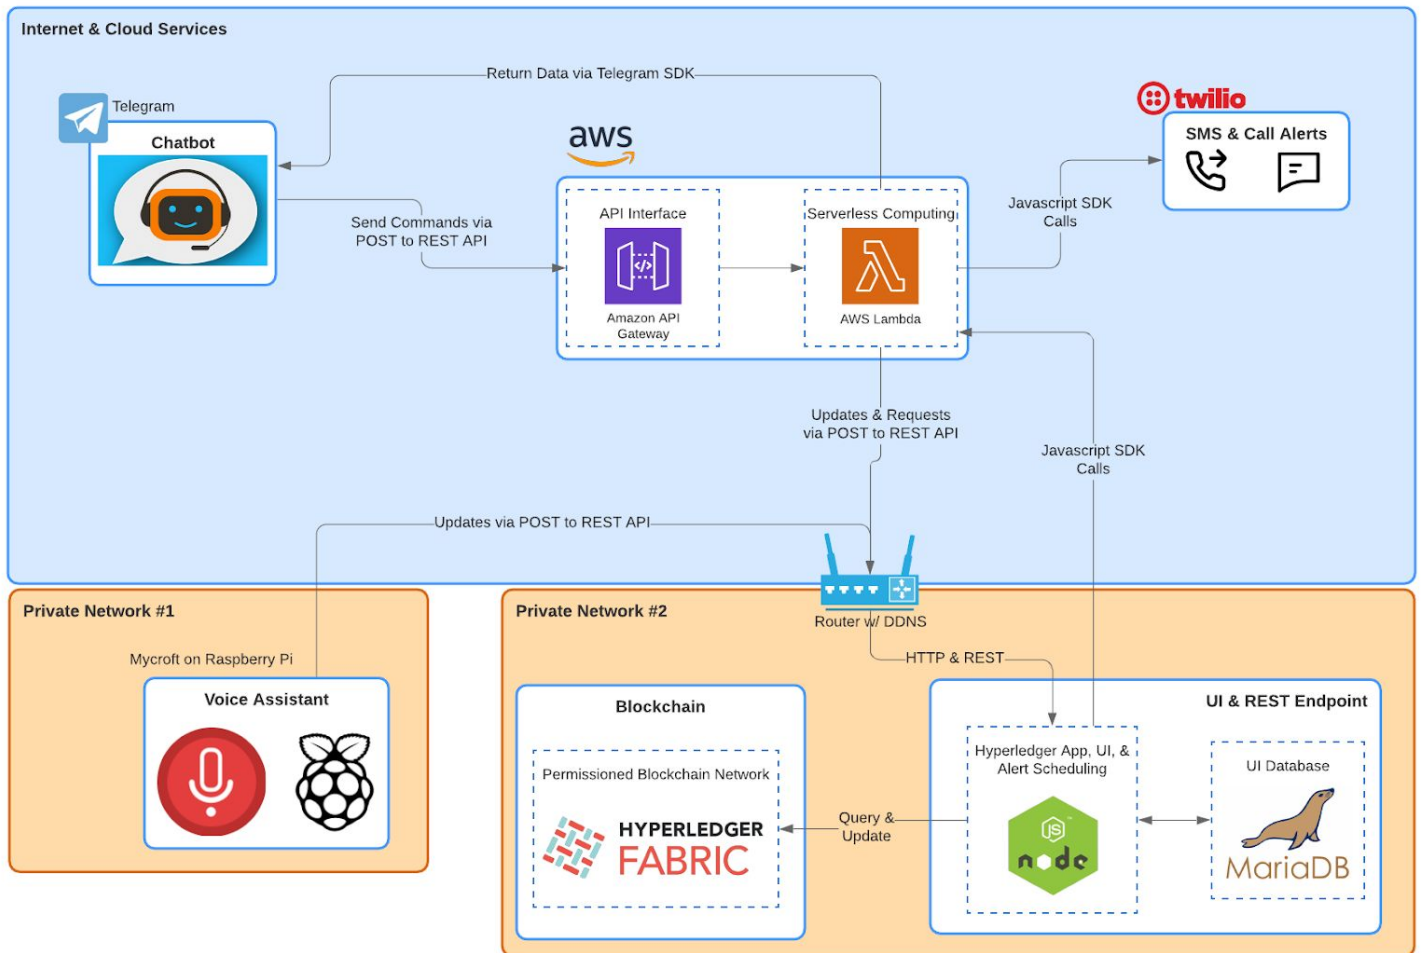 Internet & Cloud Services
Return Data via Telegram SDK
Telegram
Chatbot
aws
twilio
SMS & Call Alerts
Send Commands via
POST to REST API
API Interface
</>
Amazon API
Gateway
Serverless Computing
AWS Lambda
Javascript SDK
Calls
Updates & Requests
via POST to REST API
Javascript SDK
Calls
Updates via POST to REST API
Router w/ DDNS
Private Network #1
Mycroft on Raspberry Pi
Voice Assistant
Private Network #2
HTTP & REST
Blockchain
Permissioned Blockchain Network
HYPERLEDGER
FABRIC
Query &
Update
UI & REST Endpoint
Hyperledger App, UI, &
Alert Scheduling
JS
node
UI Database
MariaDB